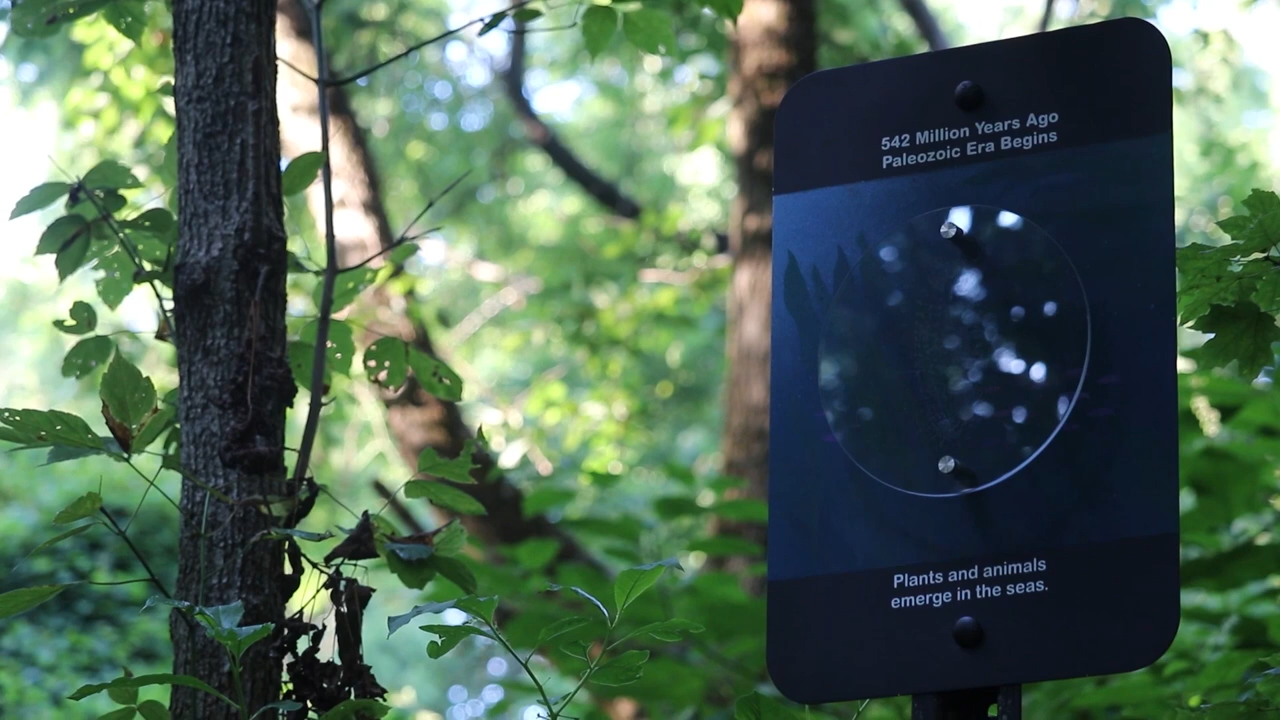 542 Million Years Ago
Paleozoic Era Begins
Plants and animals
emerge in the seas.